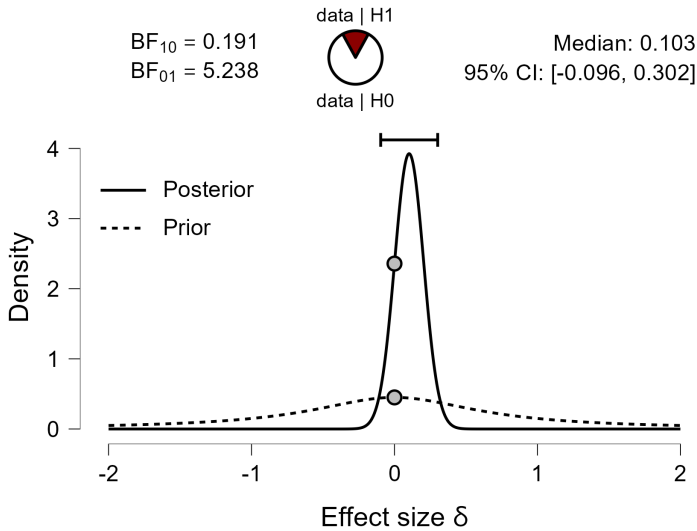 data | H1
BF₁₀ = 0.191
BF₀₁ = 5.238
Median: 0.103
95% CI: [-0.096, 0.302]
data | H0
Posterior
Prior
Density
4
3
2
1
0
-2 -1 0 1 2
Effect size δ